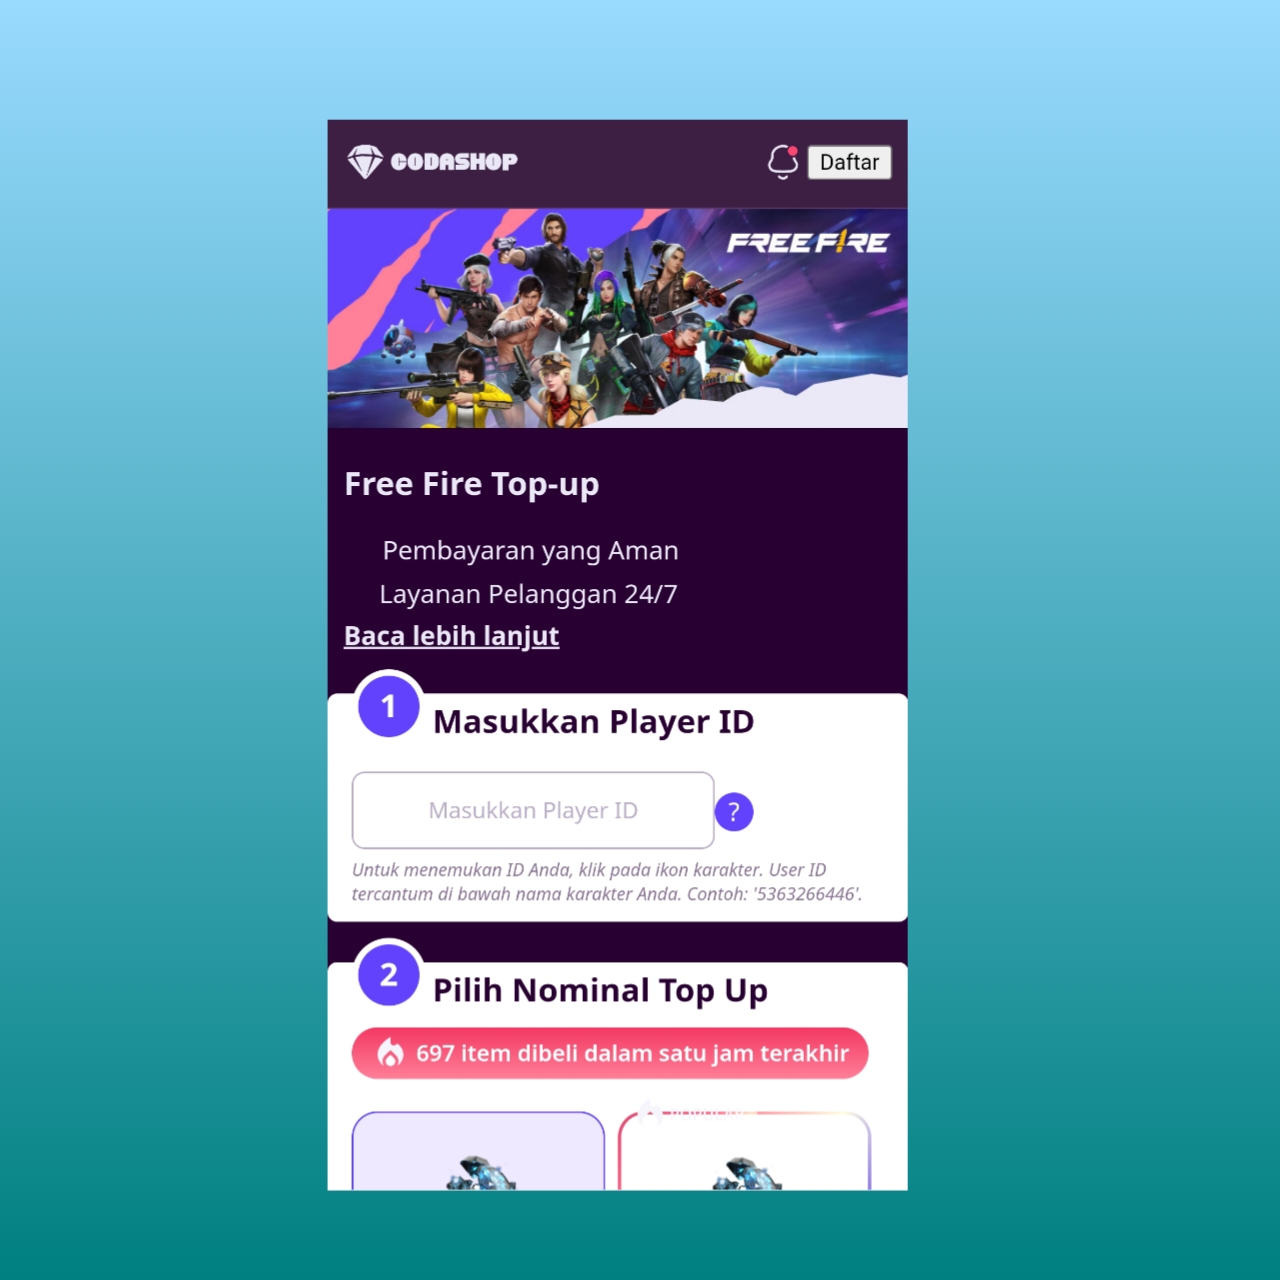 CODASHOP
Daftar
FREE FIRE
Free Fire Top-up
Pembayaran yang Aman
Layanan Pelanggan 24/7
Baca lebih lanjut
1
Masukkan Player ID
Masukkan Player ID
?
Untuk menemukan ID Anda, klik pada ikon karakter. User ID
tercantum di bawah nama karakter Anda. Contoh: '5363266446'.
2
Pilih Nominal Top Up
697 item dibeli dalam satu jam terakhir